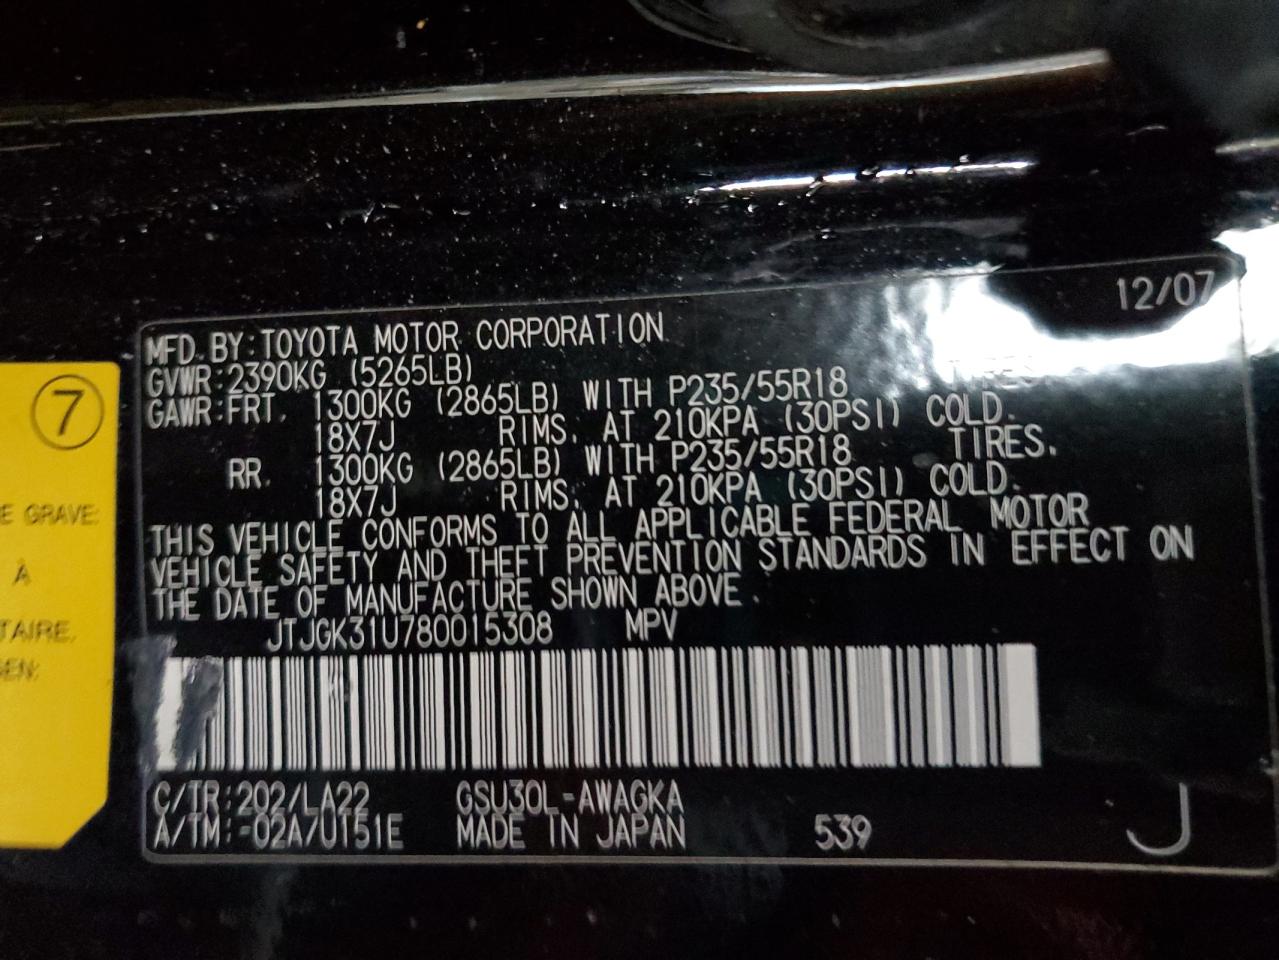 12/07
MFD. BY: TOYOTA MOTOR CORPORATION
GVWR: 2390KG (5265LB)
GAWR: FRT. 1300KG (2865LB) WITH P235/55R18 TIRES.
18X7J RIMS. AT 210KPA (30PSI) COLD.
RR. 1300KG (2865LB) WITH P235/55R18 TIRES.
18X7J RIMS. AT 210KPA (30PSI) COLD.
THIS VEHICLE CONFORMS TO ALL APPLICABLE FEDERAL MOTOR
VEHICLE SAFETY AND THEFT PREVENTION STANDARDS IN EFFECT ON
THE DATE OF MANUFACTURE SHOWN ABOVE.
JTJGK31U780015308 MPV
C/TR: 202/LA22 GSU30L-AWAGKA
A/TM: -02A/U151E MADE IN JAPAN 539 J
7
E GRAVE:
A
TAIRE.